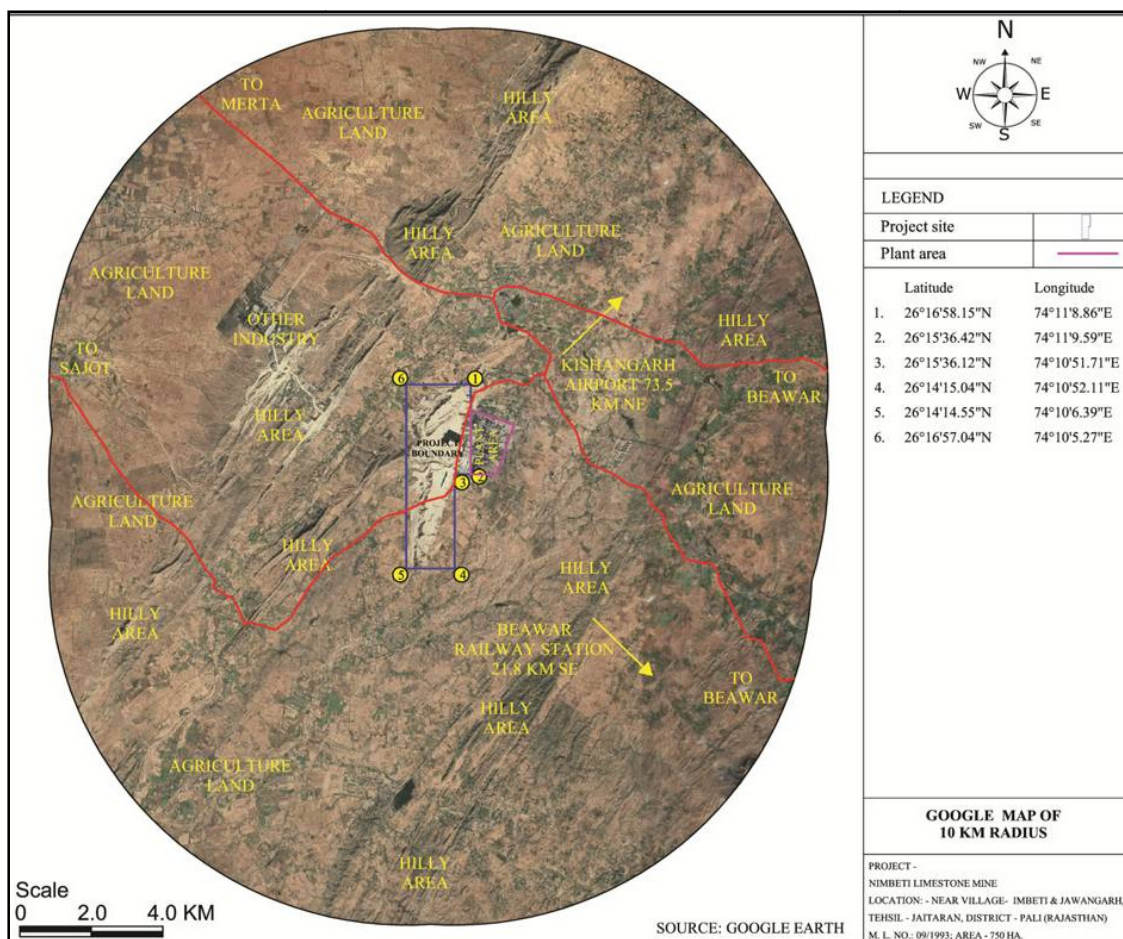 TO
MERTA
AGRICULTURE
LAND
HILLY
AREA
HILLY
AREA
AGRICULTURE
LAND
AGRICULTURE
LAND
OTHER
INDUSTRY
HILLY
AREA
TO
SAJOT
KISHANGARH
AIRPORT 73.5
KM NE
TO
BEAWAR
6
1
HILLY
AREA
PROJECT
BOUNDARY
PLANT
AREA
3
2
AGRICULTURE
LAND
AGRICULTURE
LAND
HILLY
AREA
5
4
HILLY
AREA
HILLY
AREA
BEAWAR
RAILWAY STATION
21.8 KM SE
TO
BEAWAR
HILLY
AREA
AGRICULTURE
LAND
HILLY
AREA
Scale
0 2.0 4.0 KM
SOURCE: GOOGLE EARTH
N
NW NE
W E
SW SE
S
LEGEND
Project site
Plant area
Latitude Longitude
1. 26°16'58.15"N 74°11'8.86"E
2. 26°15'36.42"N 74°11'9.59"E
3. 26°15'36.12"N 74°10'51.71"E
4. 26°14'15.04"N 74°10'52.11"E
5. 26°14'14.55"N 74°10'6.39"E
6. 26°16'57.04"N 74°10'5.27"E
GOOGLE MAP OF
10 KM RADIUS
PROJECT -
NIMBETI LIMESTONE MINE
LOCATION: - NEAR VILLAGE- IMBETI & JAWANGARH,
TEHSIL - JAITARAN, DISTRICT - PALI (RAJASTHAN)
M. L. NO.: 09/1993; AREA - 750 HA.